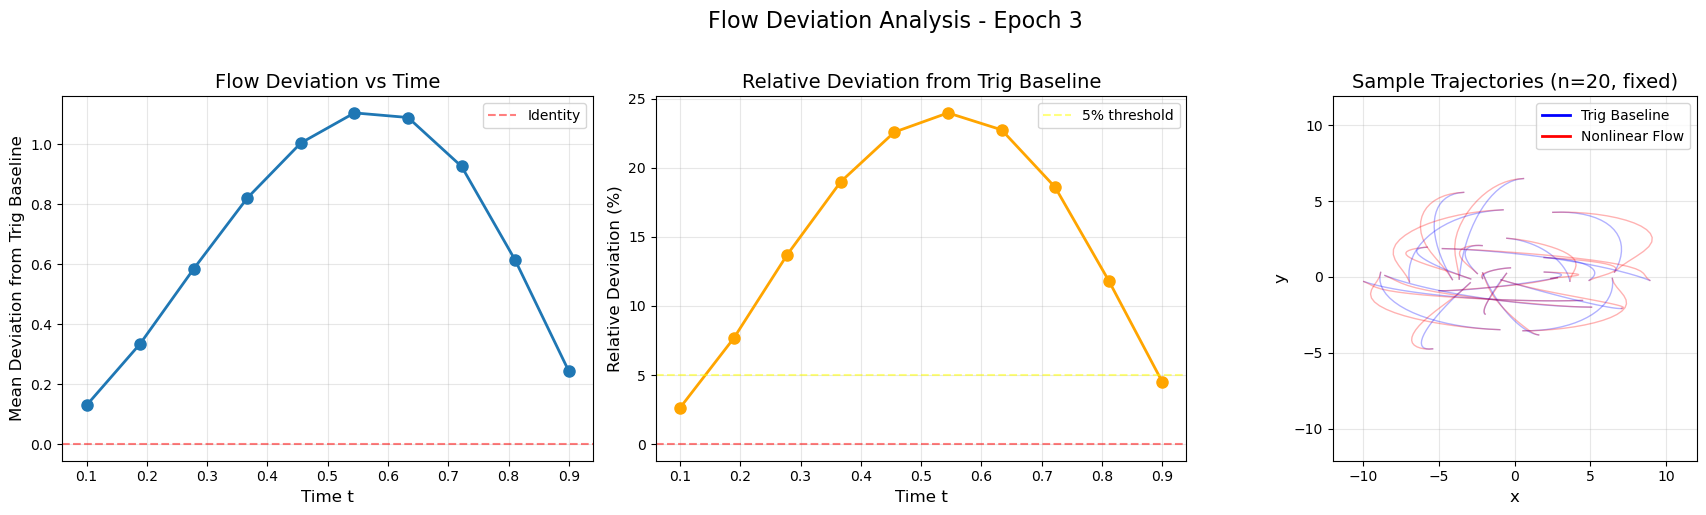 Flow Deviation Analysis - Epoch 3
Flow Deviation vs Time
Mean Deviation from Trig Baseline
1.0
0.8
0.6
0.4
0.2
0.0
Identity
0.1 0.2 0.3 0.4 0.5 0.6 0.7 0.8 0.9
Time t
Relative Deviation from Trig Baseline
Relative Deviation (%)
25
20
15
10
5
0
5% threshold
0.1 0.2 0.3 0.4 0.5 0.6 0.7 0.8 0.9
Time t
Sample Trajectories (n=20, fixed)
y
10
5
0
−5
−10
Trig Baseline
Nonlinear Flow
−10 −5 0 5 10
x